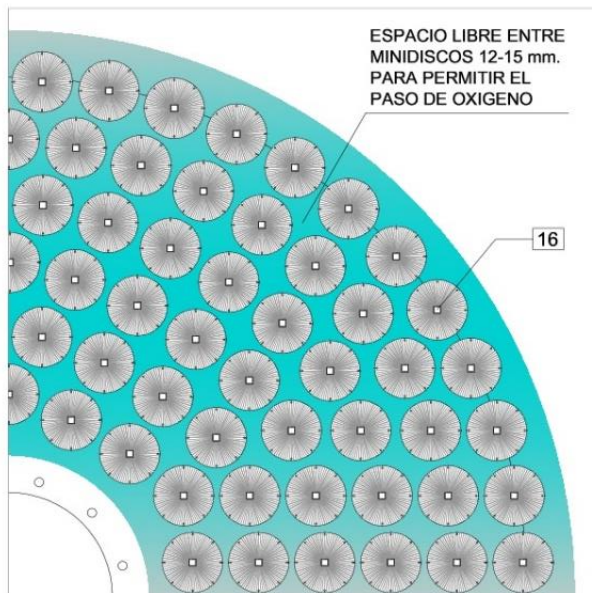 ESPACIO LIBRE ENTRE
MINIDISCOS 12-15 mm.
PARA PERMITIR EL
PASO DE OXIGENO
16